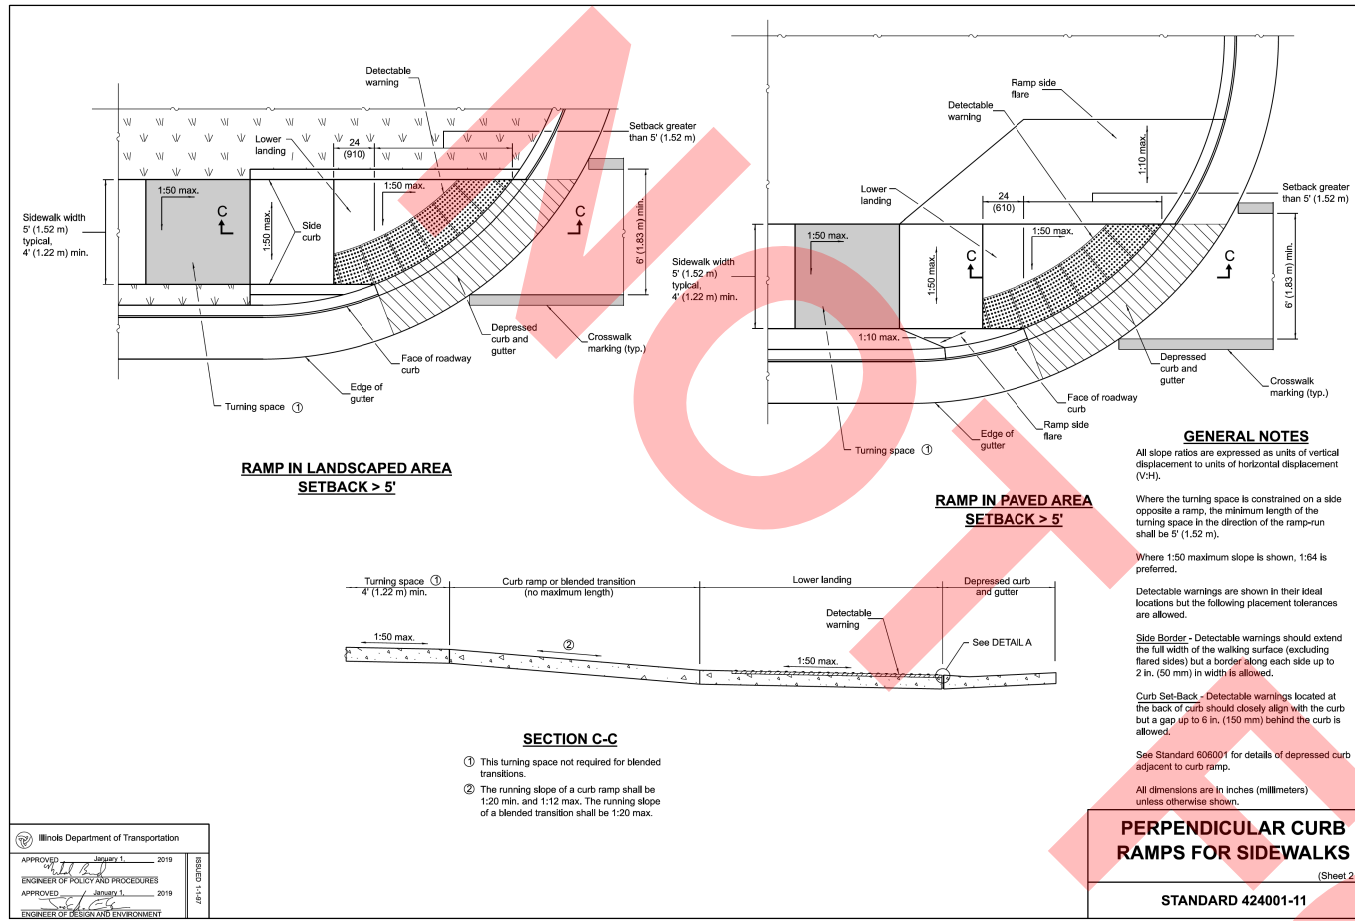 Detectable
warning
Lower
landing
24
(910)
Setback greater
than 5' (1.52 m)
1:50 max.
1:50 max.
Sidewalk width
5' (1.52 m)
typical,
4' (1.22 m) min.
C
1:50 max.
Side
curb
C
6' (1.83 m) min.
Depressed
curb and
gutter
Crosswalk
marking (typ.)
Face of roadway
curb
Edge of
gutter
Turning space ①
RAMP IN LANDSCAPED AREA
SETBACK > 5'
Ramp side
flare
Detectable
warning
1:10 max.
Lower
landing
24
(610)
Setback greater
than 5' (1.52 m)
1:50 max.
1:50 max.
Sidewalk width
5' (1.52 m)
typical,
4' (1.22 m) min.
1:50 max.
C
C
6' (1.83 m) min.
1:10 max.
Depressed
curb and
gutter
Crosswalk
marking (typ.)
Face of roadway
curb
Ramp side
flare
Edge of
gutter
Turning space ①
RAMP IN PAVED AREA
SETBACK > 5'
GENERAL NOTES
All slope ratios are expressed as units of vertical
displacement to units of horizontal displacement
(V:H).
Where the turning space is constrained on a side
opposite a ramp, the minimum length of the
turning space in the direction of the ramp-run
shall be 5' (1.52 m).
Where 1:50 maximum slope is shown, 1:64 is
preferred.
Detectable warnings are shown in their ideal
locations but the following placement tolerances
are allowed.
Side Border - Detectable warnings should extend
the full width of the walking surface (excluding
flared sides) but a border along each side up to
2 in. (50 mm) in width is allowed.
Curb Set-Back - Detectable warnings located at
the back of curb should closely align with the curb
but a gap up to 6 in. (150 mm) behind the curb is
allowed.
See Standard 606001 for details of depressed curb
adjacent to curb ramp.
All dimensions are in inches (millimeters)
unless otherwise shown.
Turning space ①
4' (1.22 m) min.
Curb ramp or blended transition
(no maximum length)
Lower landing
Depressed curb
and gutter
Detectable
warning
1:50 max.
②
1:50 max.
See DETAIL A
SECTION C-C
① This turning space not required for blended
transitions.
② The running slope of a curb ramp shall be
1:20 min. and 1:12 max. The running slope
of a blended transition shall be 1:20 max.
Illinois Department of Transportation
APPROVED January 1, 2019
ENGINEER OF POLICY AND PROCEDURES
APPROVED January 1, 2019
ENGINEER OF DESIGN AND ENVIRONMENT
ISSUED 1-1-97
PERPENDICULAR CURB
RAMPS FOR SIDEWALKS
(Sheet 2
STANDARD 424001-11
NOT